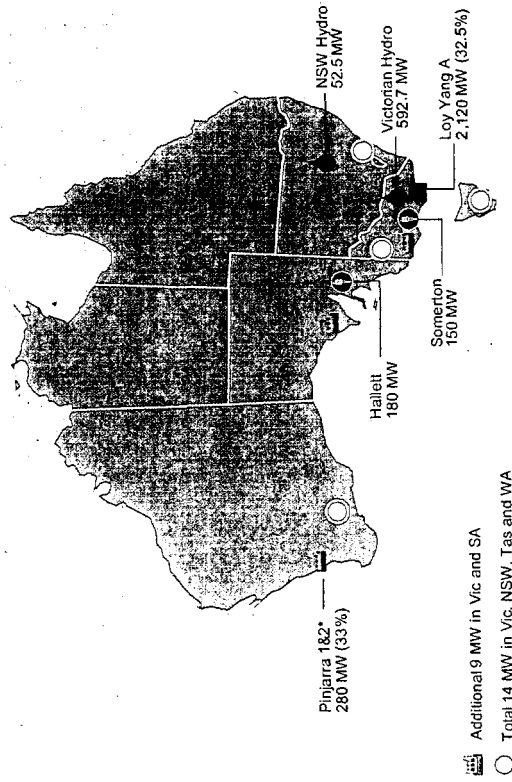 NSW Hydro
52.5 MW
Victorian Hydro
592.7 MW
Loy Yang A
2,120 MW (32.5%)
Somerton
150 MW
Hallett
180 MW
Pinjarra 1&2*
280 MW (33%)
Additional 9 MW in Vic and SA
Total 14 MW in Vic, NSW, Tas and WA